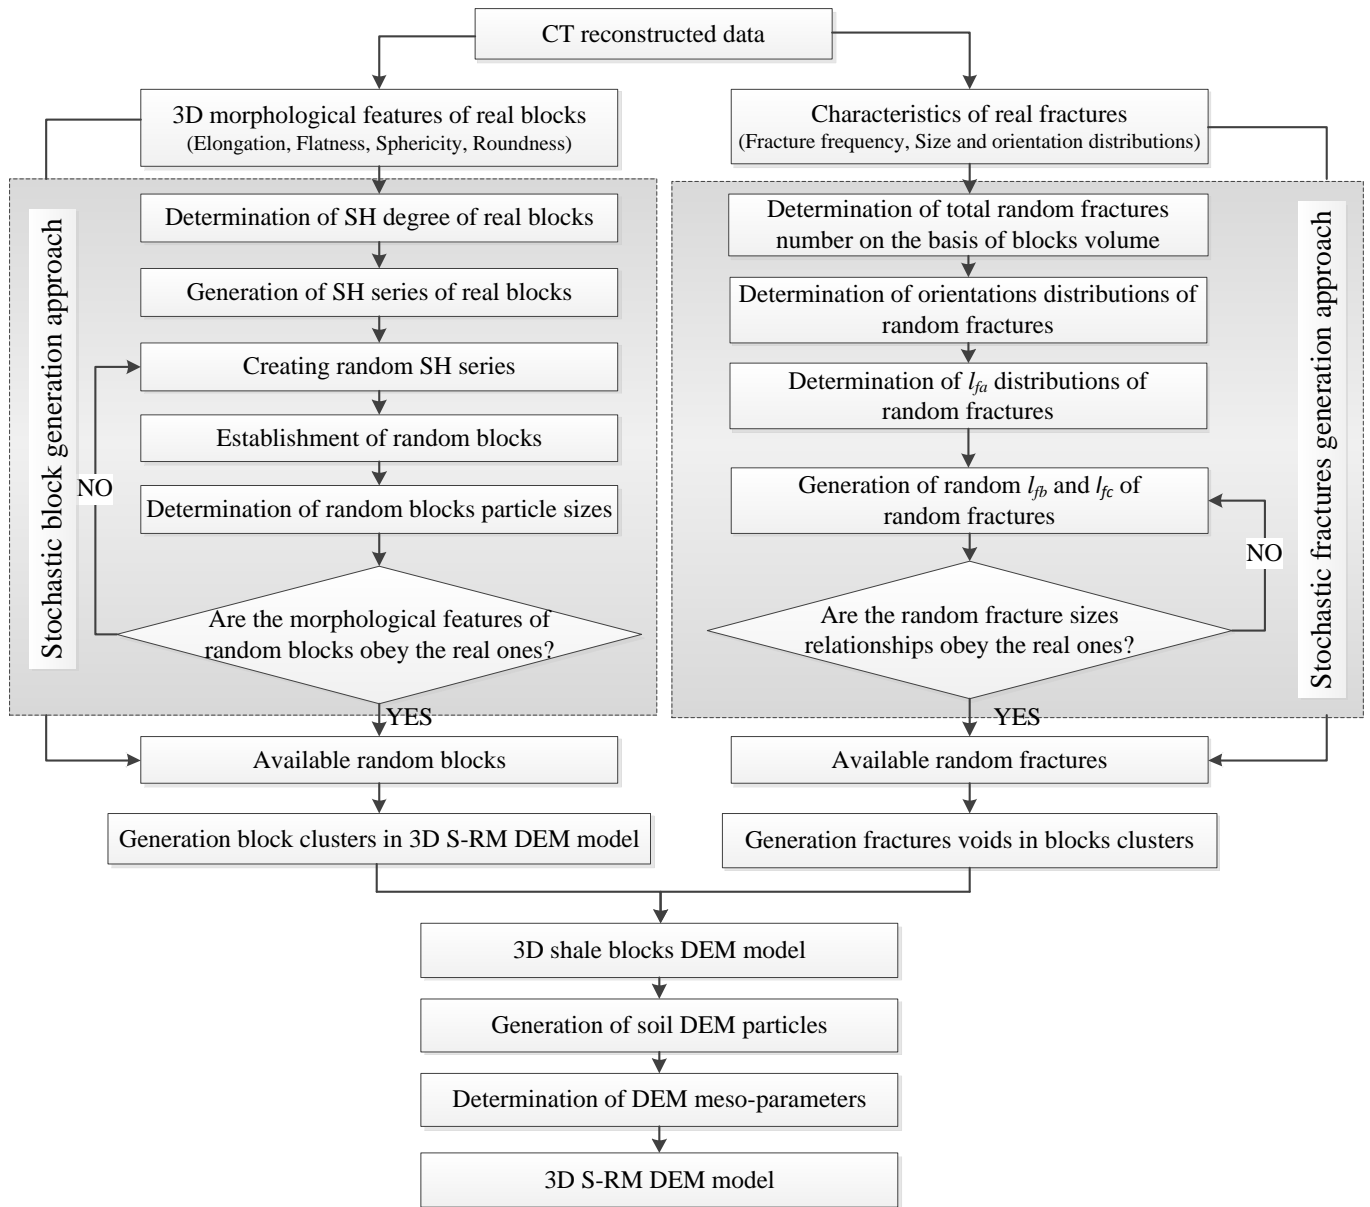 CT reconstructed data
3D morphological features of real blocks
(Elongation, Flatness, Sphericity, Roundness)
Stochastic block generation approach
Determination of SH degree of real blocks
Generation of SH series of real blocks
Creating random SH series
Establishment of random blocks
NO
Determination of random blocks particle sizes
Are the morphological features of
random blocks obey the real ones?
YES
Available random blocks
Generation block clusters in 3D S-RM DEM model
Characteristics of real fractures
(Fracture frequency, Size and orientation distributions)
Determination of total random fractures
number on the basis of blocks volume
Determination of orientations distributions of
random fractures
Determination of lfa distributions of
random fractures
Generation of random lfb and lfc of
random fractures
NO
Are the random fracture sizes
relationships obey the real ones?
YES
Stochastic fractures generation approach
Available random fractures
Generation fractures voids in blocks clusters
3D shale blocks DEM model
Generation of soil DEM particles
Determination of DEM meso-parameters
3D S-RM DEM model